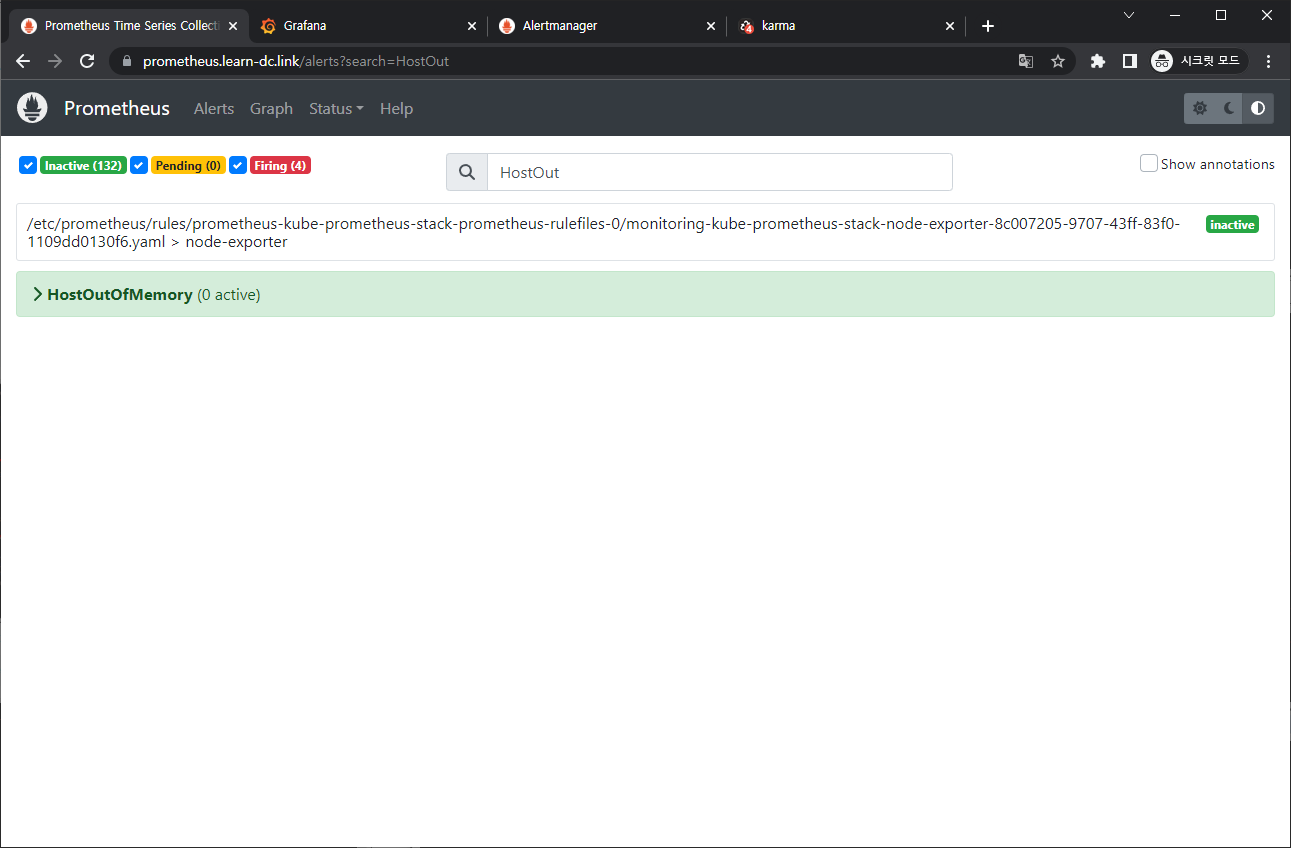 Prometheus Time Series Collecti
Grafana
Alertmanager
4
karma
prometheus.learn-dc.link/alerts?search=HostOut
시크릿 모드
Prometheus
Alerts
Graph
Status
Help
Inactive (132)
Pending (0)
Firing (4)
HostOut
Show annotations
/etc/prometheus/rules/prometheus-kube-prometheus-stack-prometheus-rulefiles-0/monitoring-kube-prometheus-stack-node-exporter-8c007205-9707-43ff-83f0-
1109dd0130f6.yaml > node-exporter
inactive
HostOutOfMemory (0 active)